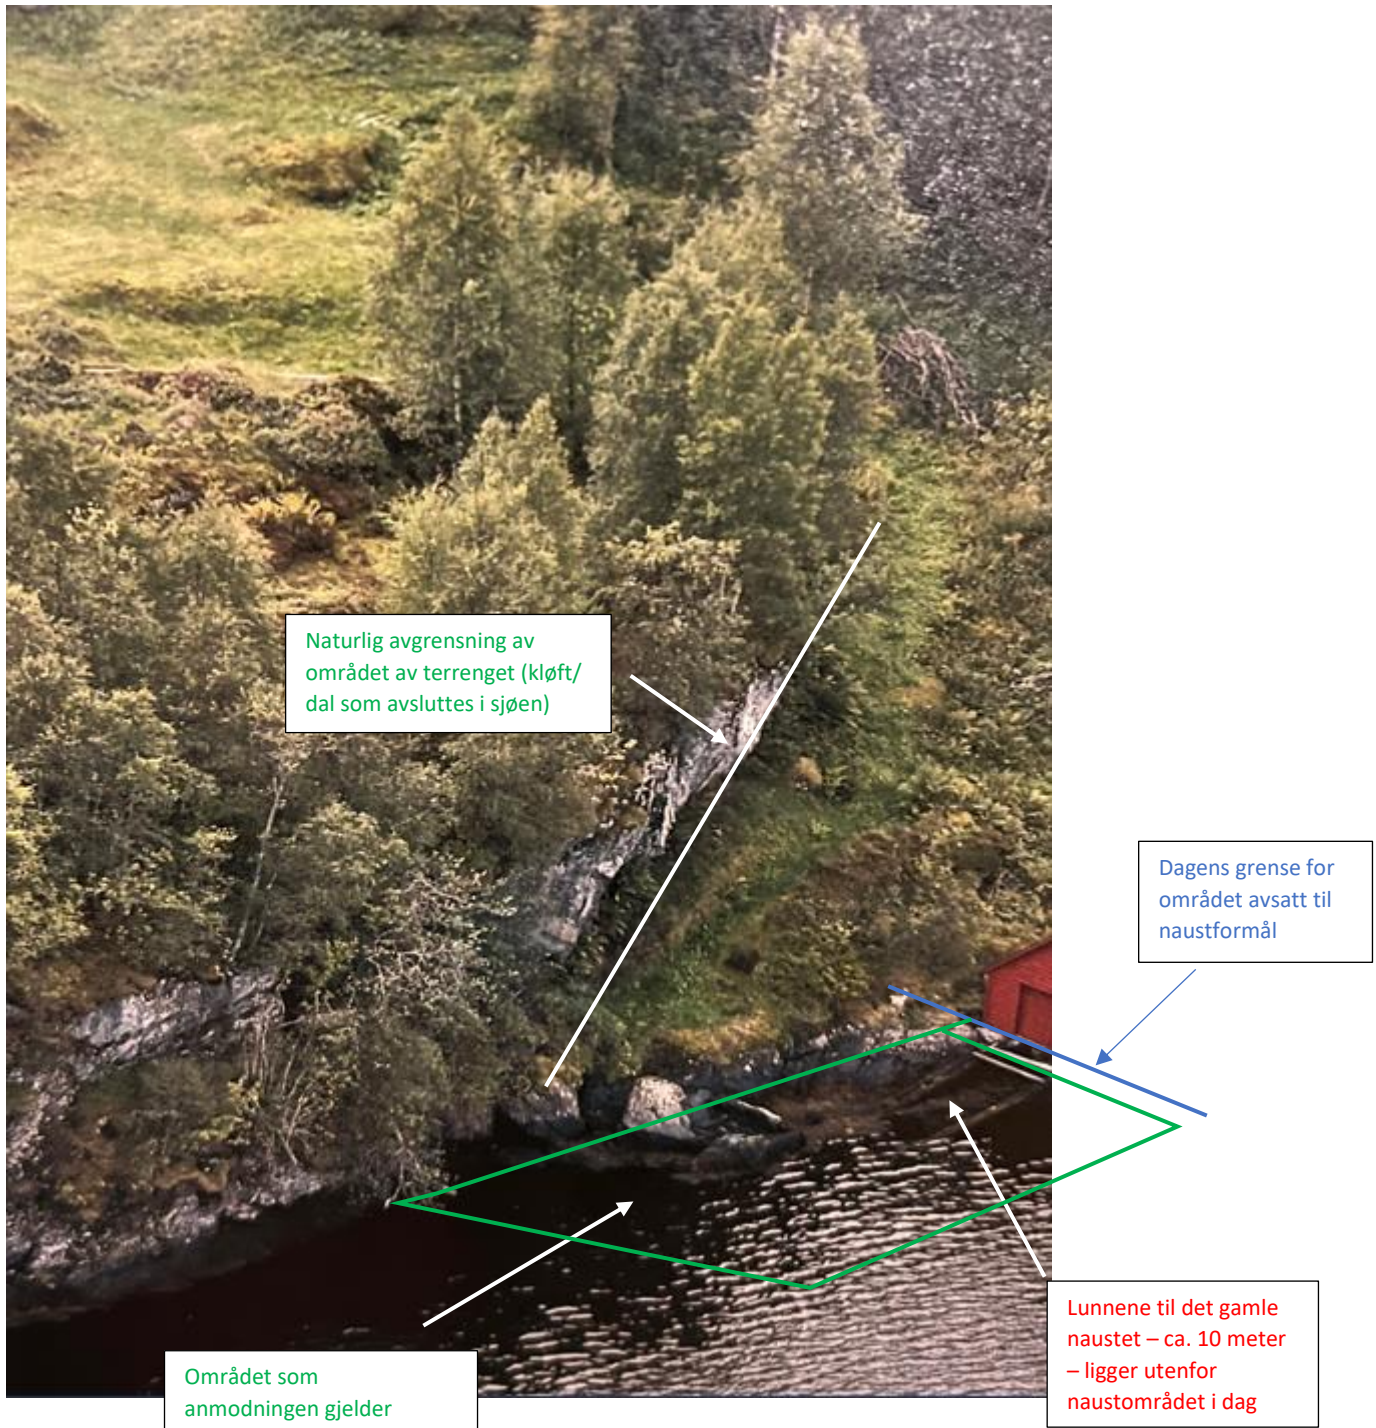 Naturlig avgrensning av
området av terrenget (kløft/
dal som avsluttes i sjøen)
Dagens grense for
området avsatt til
naustformål
Lunnene til det gamle
naustet – ca. 10 meter
– ligger utenfor
naustområdet i dag
Området som
anmodningen gjelder